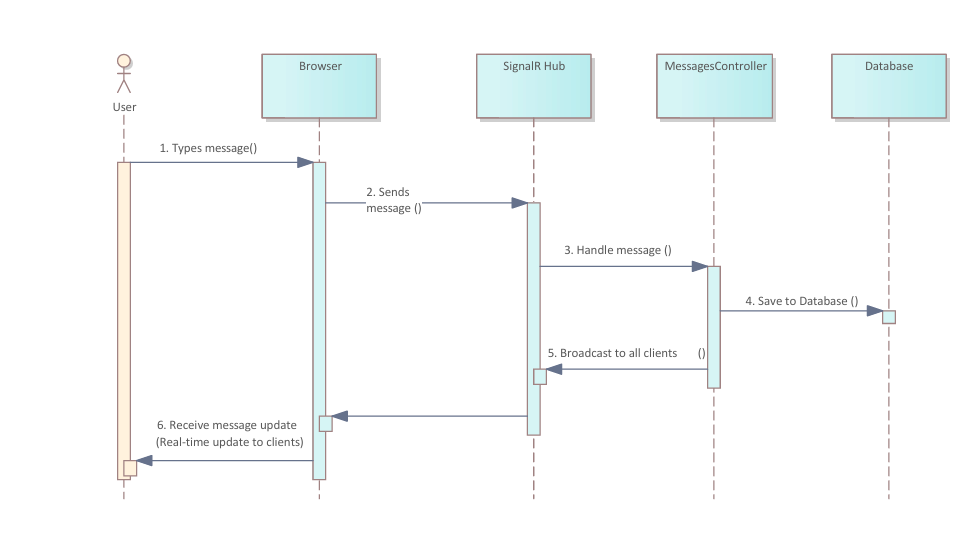 Browser
SignalR Hub
MessagesController
Database
User
1. Types message()
2. Sends
message ()
3. Handle message ()
4. Save to Database ()
5. Broadcast to all clients ()
6. Receive message update
(Real-time update to clients)